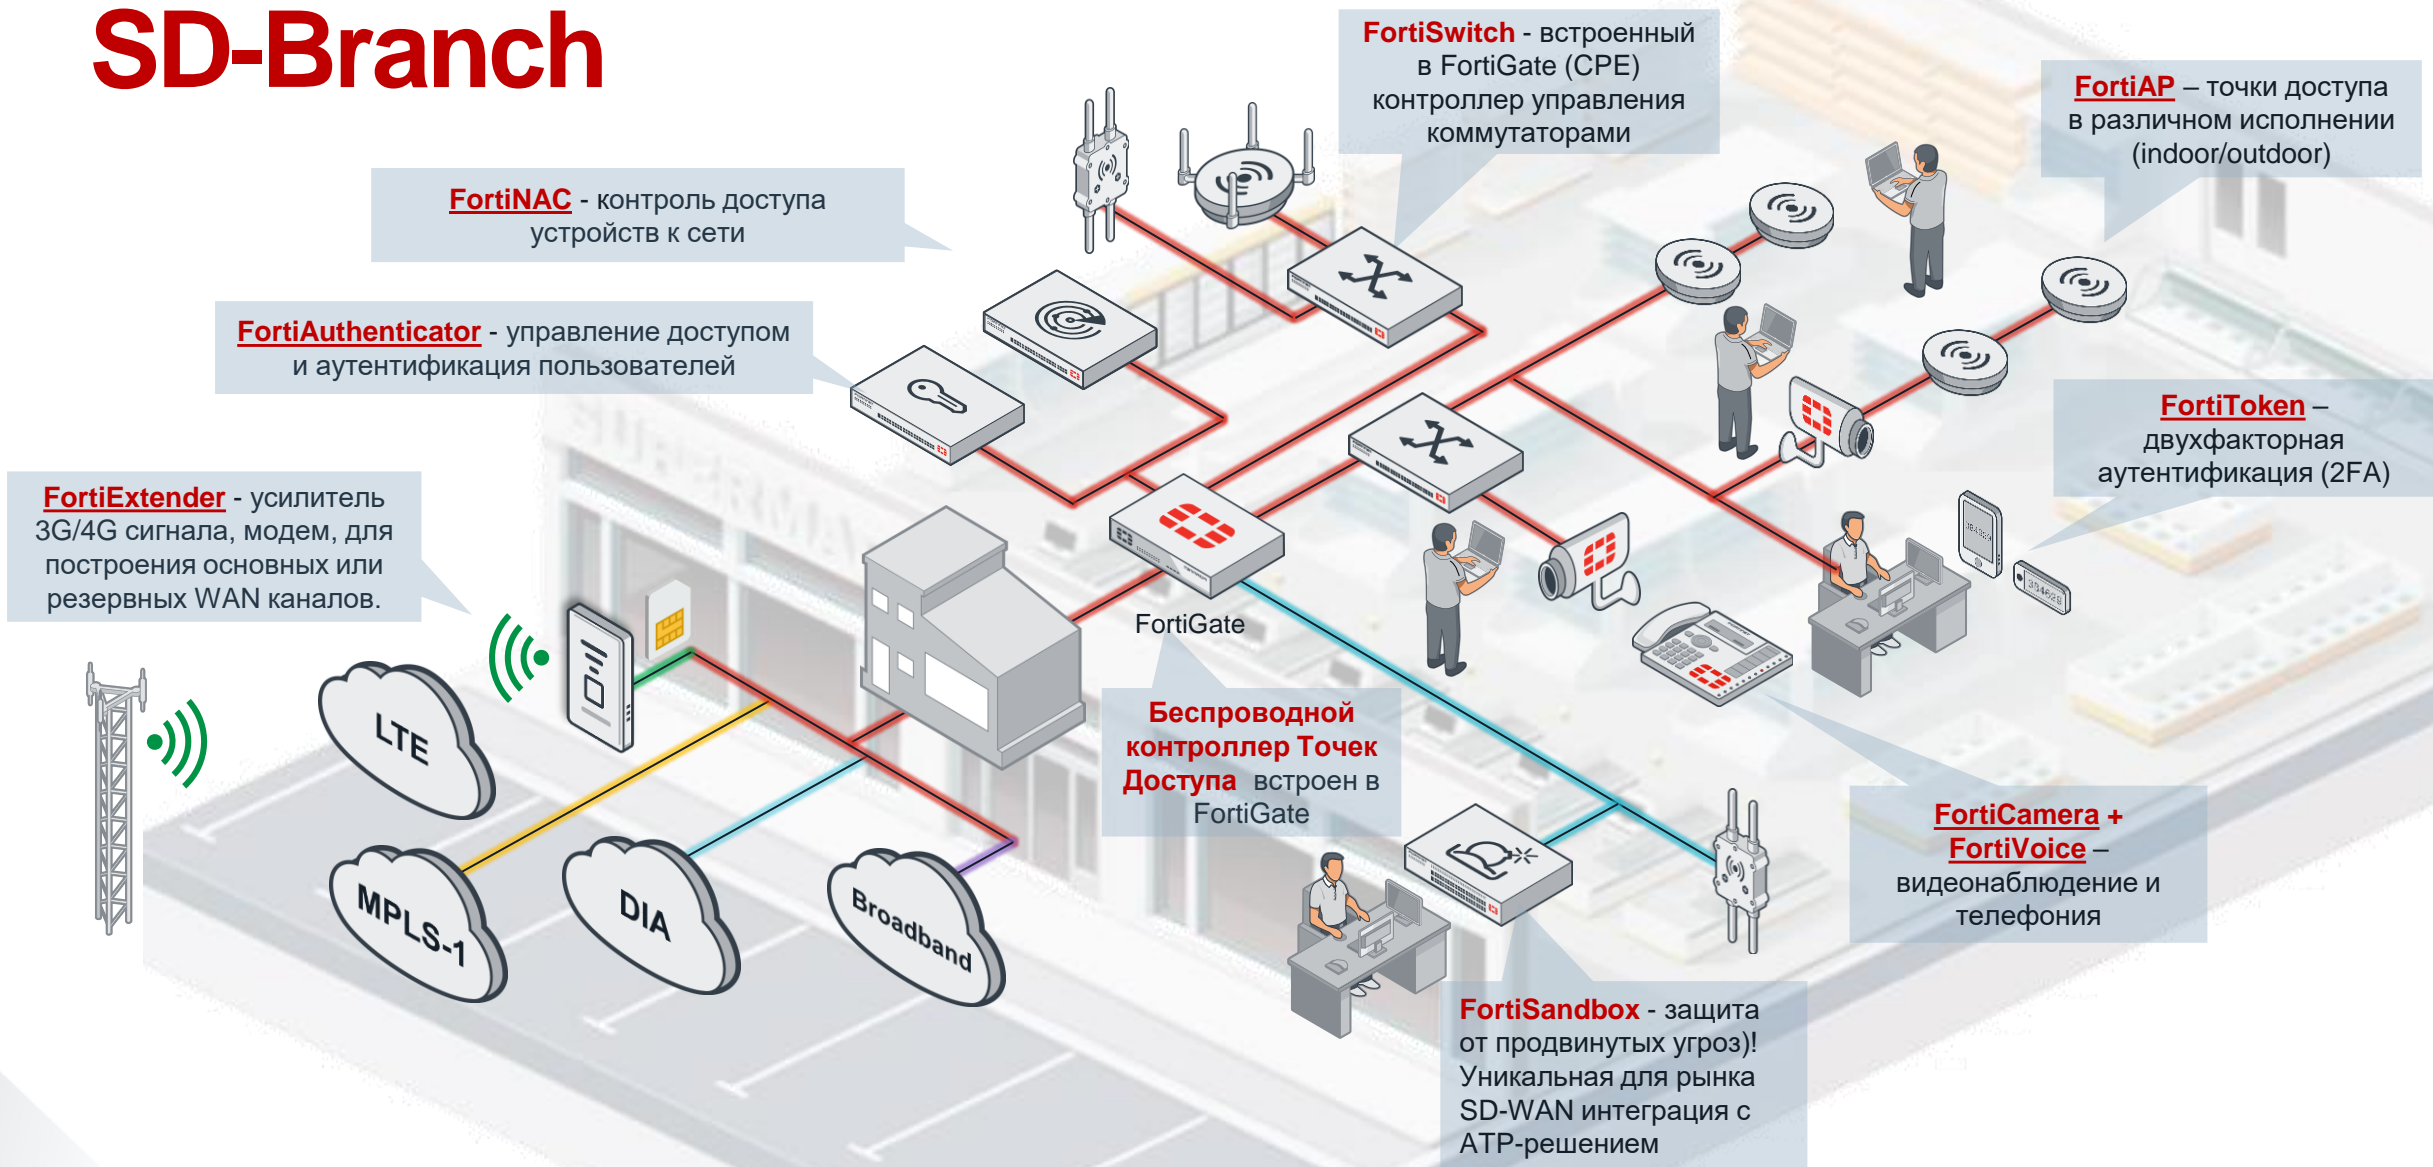 SD-Branch
FortiSwitch - встроенный
в FortiGate (CPE)
контроллер управления
коммутаторами
FortiAP – точки доступа
в различном исполнении
(indoor/outdoor)
FortiNAC - контроль доступа
устройств к сети
FortiAuthenticator - управление доступом
и аутентификация пользователей
FortiToken –
двухфакторная
аутентификация (2FA)
FortiExtender - усилитель
3G/4G сигнала, модем, для
построения основных или
резервных WAN каналов.
FortiGate
Беспроводной
контроллер Точек
Доступа встроен в
FortiGate
LTE
MPLS-1
DIA
Broadband
FortiCamera +
FortiVoice –
видеонаблюдение и
телефония
FortiSandbox - защита
от продвинутых угроз)!
Уникальная для рынка
SD-WAN интеграция с
ATP-решением